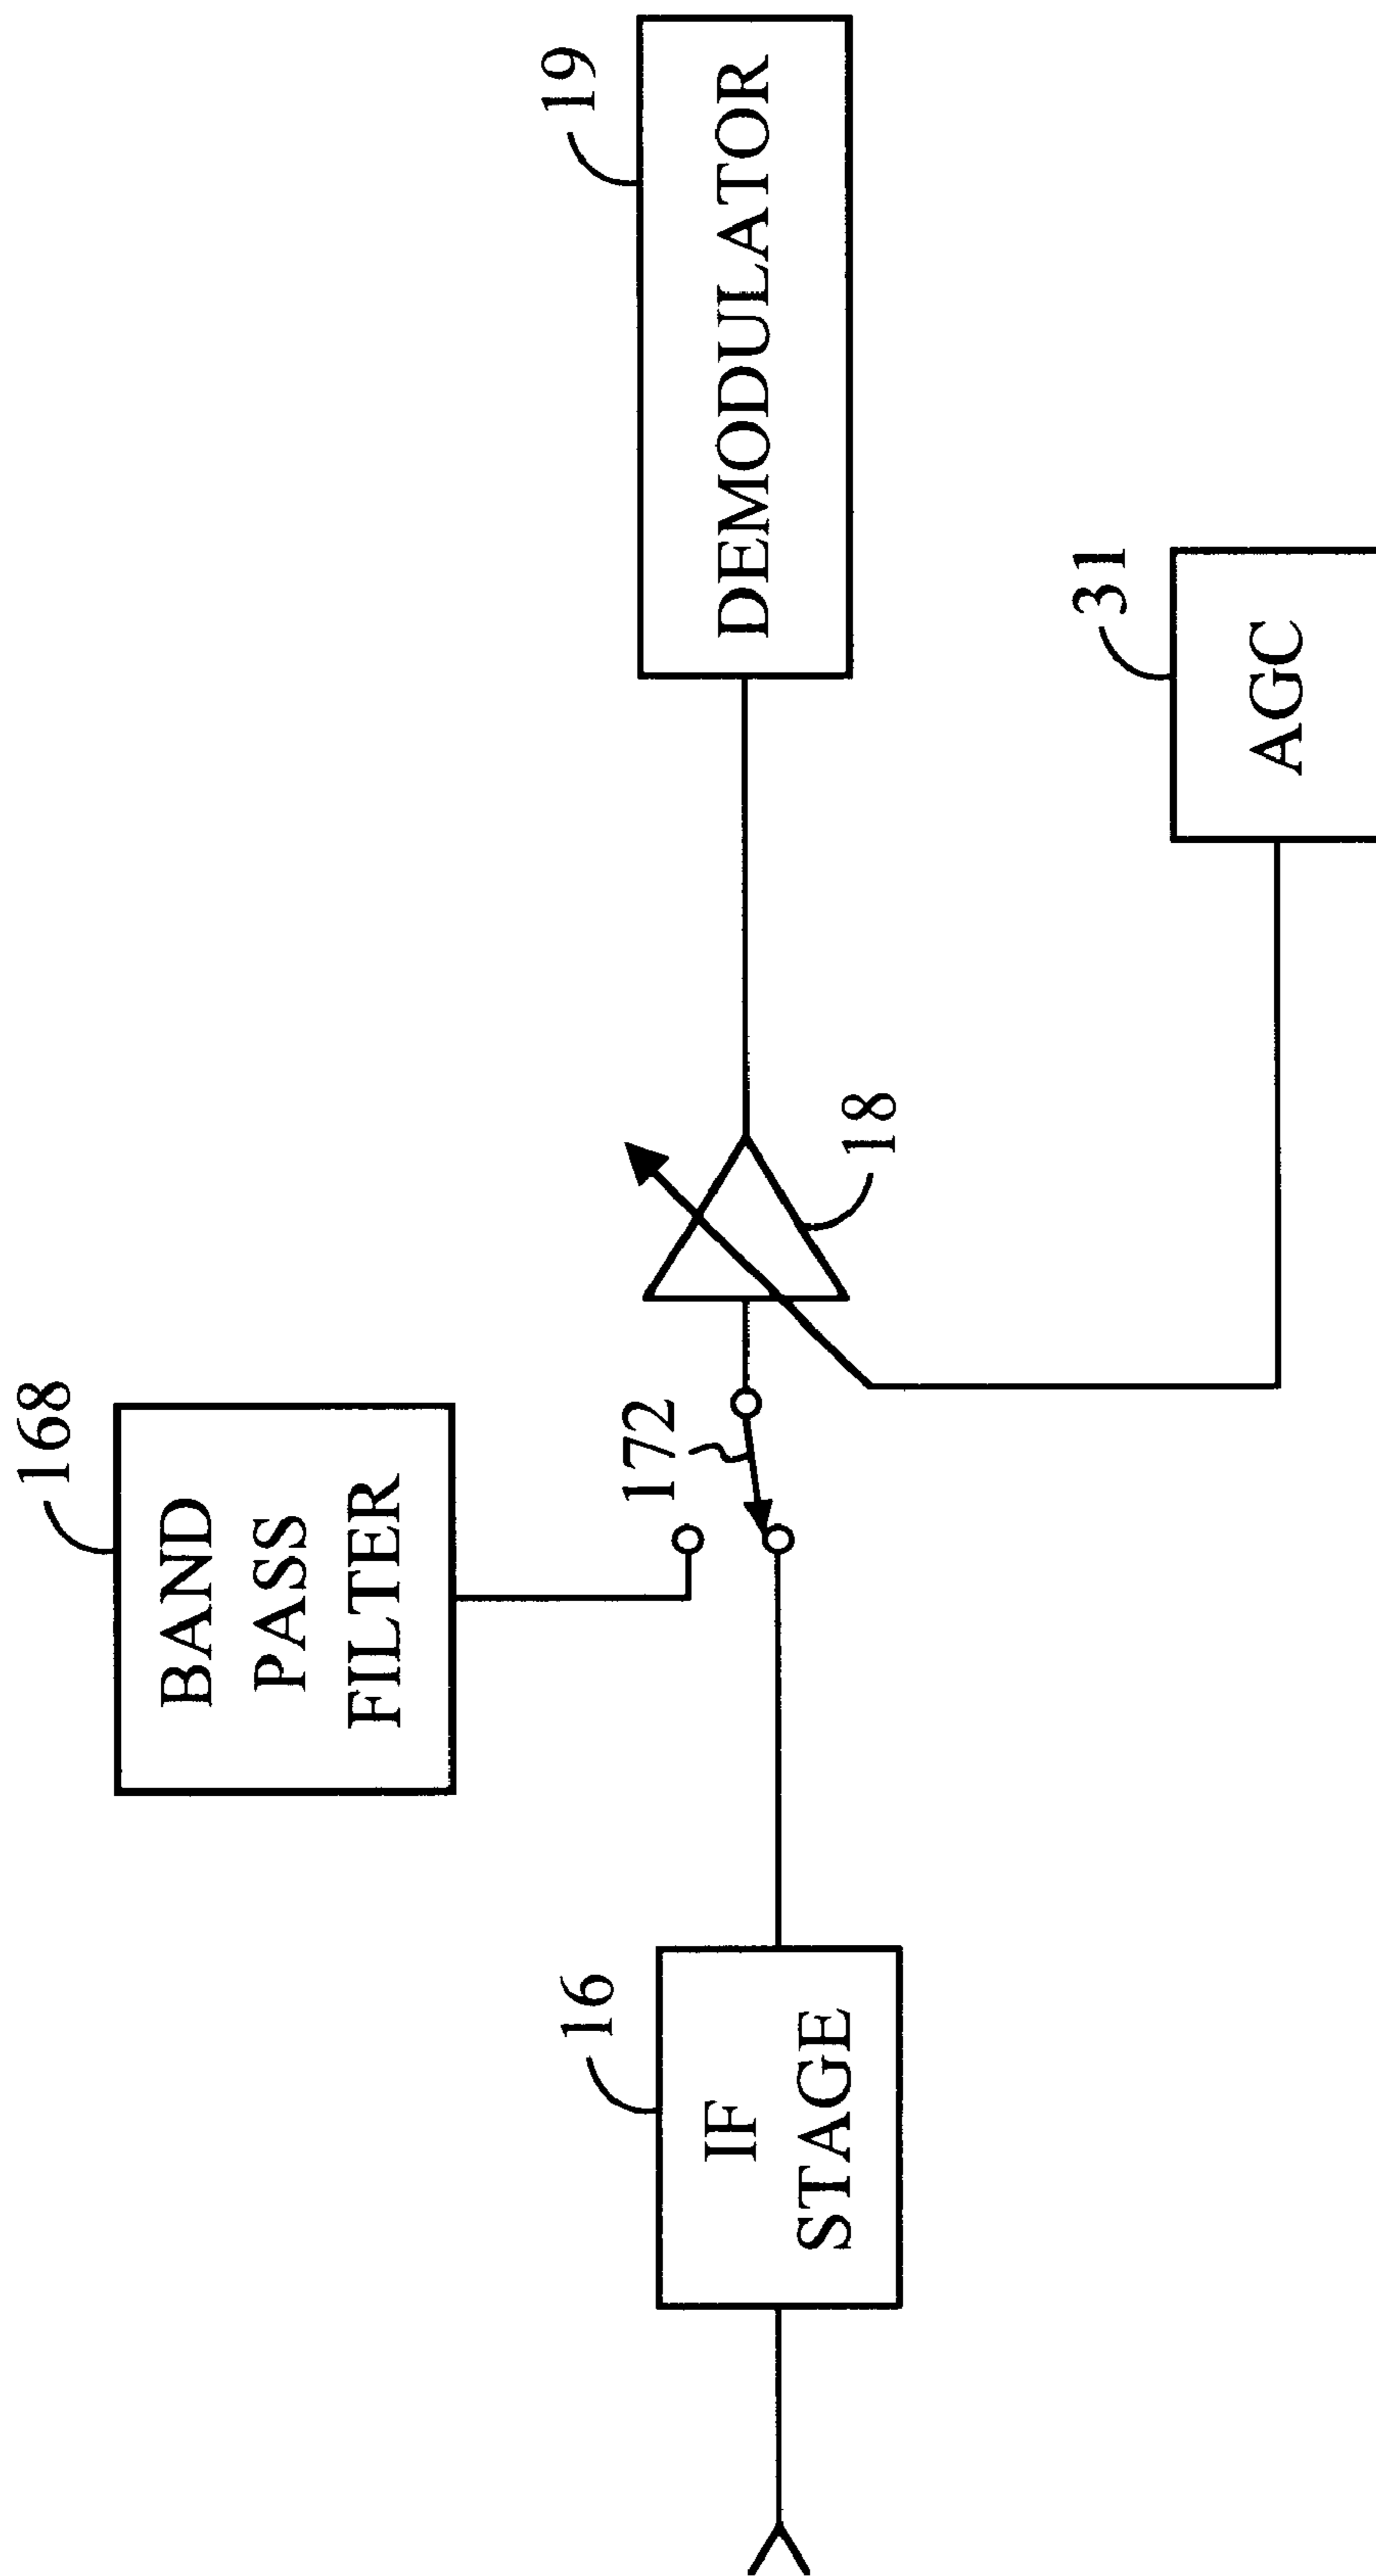 168
BAND
PASS
FILTER
172
16
IF
STAGE
18
19
DEMODULATOR
31
AGC